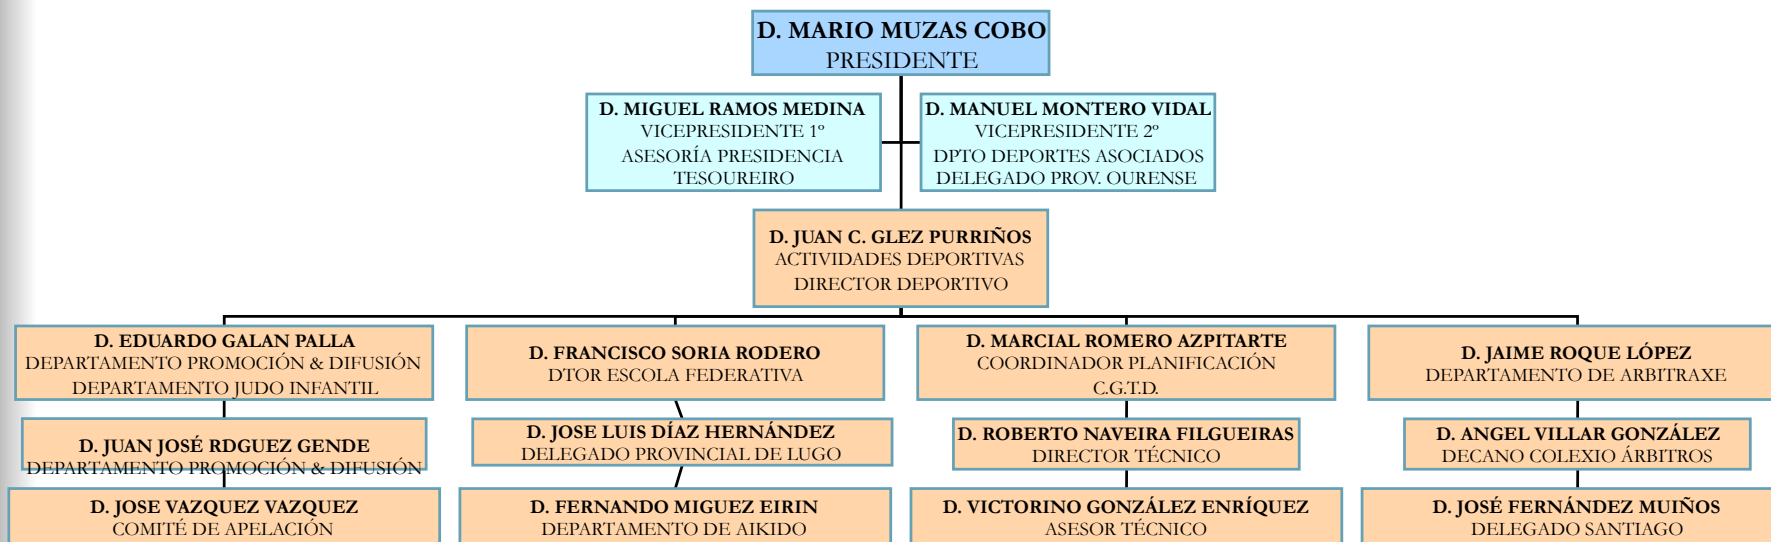 D. MARIO MUZAS COBO
PRESIDENTE
D. MIGUEL RAMOS MEDINA
VICEPRESIDENTE 1º
ASESORÍA PRESIDENCIA
TESOUREIRO
D. MANUEL MONTERO VIDAL
VICEPRESIDENTE 2º
DPTO DEPORTES ASOCIADOS
DELEGADO PROV. OURENSE
D. JUAN C. GLEZ PURRIÑOS
ACTIVIDADES DEPORTIVAS
DIRECTOR DEPORTIVO
D. EDUARDO GALAN PALLA
DEPARTAMENTO PROMOCIÓN & DIFUSIÓN
DEPARTAMENTO JUDO INFANTIL
D. FRANCISCO SORIA RODERO
DTOR ESCOLA FEDERATIVA
D. MARCIAL ROMERO AZPITARTE
COORDINADOR PLANIFICACIÓN
C.G.T.D.
D. JAIME ROQUE LÓPEZ
DEPARTAMENTO DE ARBITRAXE
D. JUAN JOSÉ RDGUEZ GENDE
DEPARTAMENTO PROMOCIÓN & DIFUSIÓN
D. JOSE LUIS DÍAZ HERNÁNDEZ
DELEGADO PROVINCIAL DE LUGO
D. ROBERTO NAVEIRA FILGUEIRAS
DIRECTOR TÉCNICO
D. ANGEL VILLAR GONZÁLEZ
DECANO COLEXIO ÁRBITROS
D. JOSE VAZQUEZ VAZQUEZ
COMITÉ DE APELACIÓN
D. FERNANDO MIGUEZ EIRIN
DEPARTAMENTO DE AIKIDO
D. VICTORINO GONZÁLEZ ENRÍQUEZ
ASESOR TÉCNICO
D. JOSÉ FERNÁNDEZ MUIÑOS
DELEGADO SANTIAGO